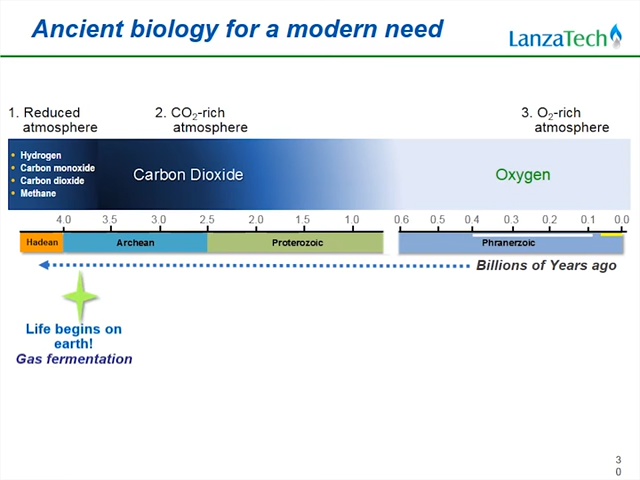 Ancient biology for a modern need
LanzaTech
1. Reduced
atmosphere
2. CO₂-rich
atmosphere
3. O₂-rich
atmosphere
• Hydrogen
• Carbon monoxide
• Carbon dioxide
• Methane
Carbon Dioxide
Oxygen
4.0 3.5 3.0 2.5 2.0 1.5 1.0 0.6 0.5 0.4 0.3 0.2 0.1 0.0
Hadean Archean Proterozoic Phranerzoic
Billions of Years ago
Life begins on
earth!
Gas fermentation
3
0